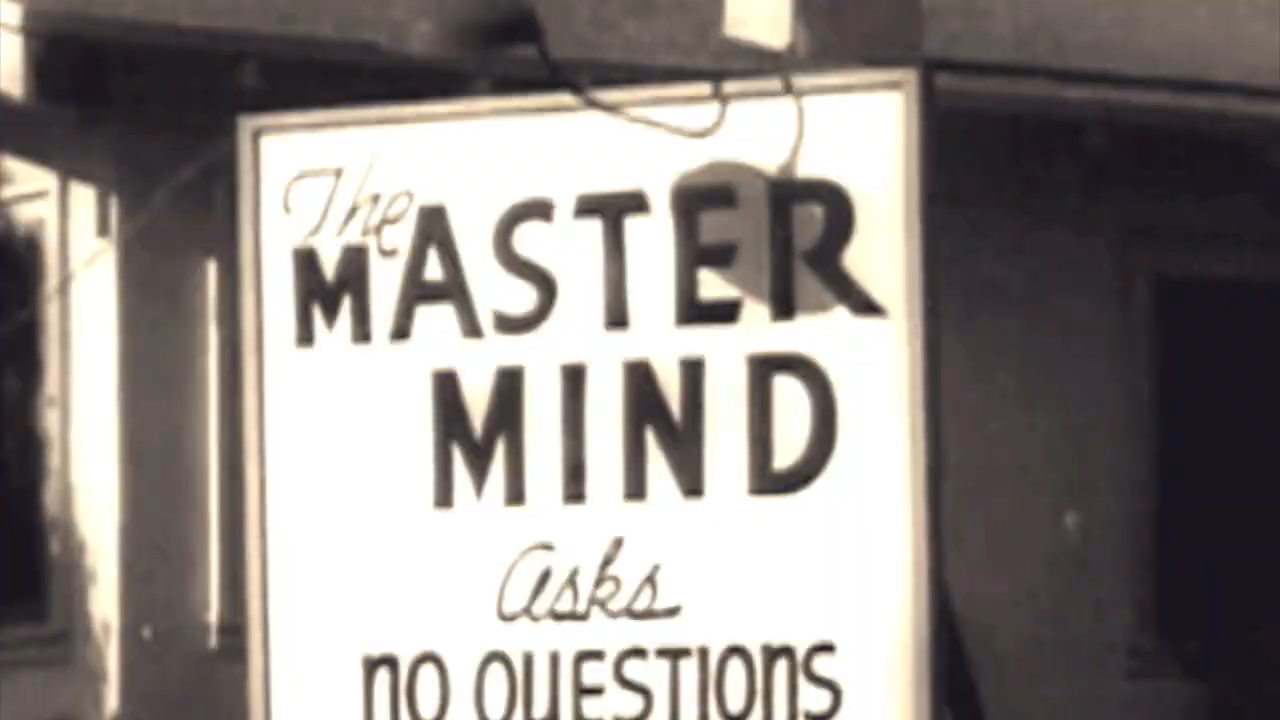 The
MASTER
MIND
asks
NO QUESTIONS